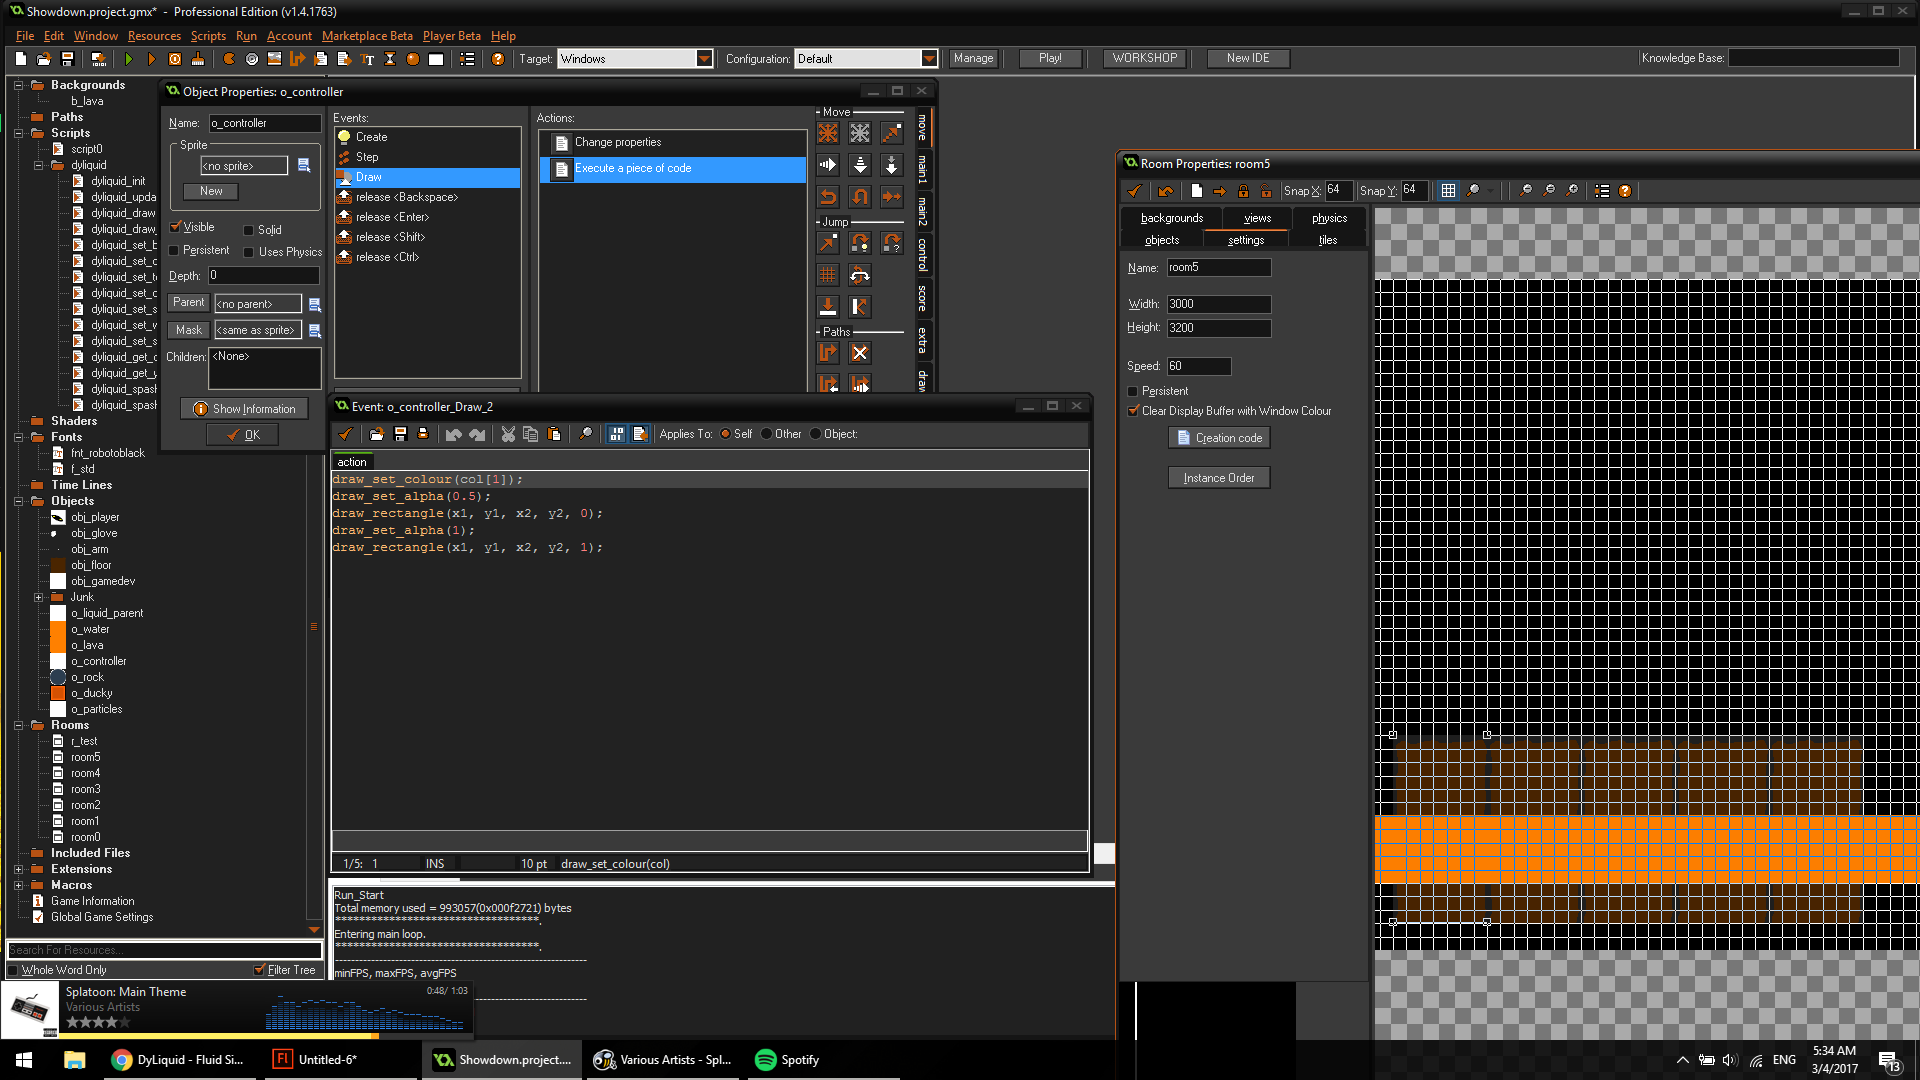 Showdown.project.gmx* - Professional Edition (v1.4.1763)
File Edit Window Resources Scripts Run Account Marketplace Beta Player Beta Help
Target: Windows Configuration: Default Manage Play! WORKSHOP New IDE Knowledge Base:
Backgrounds
b_lava
Paths
Scripts
script0
dyliquid
dyliquid_init
dyliquid_upda
dyliquid_draw
dyliquid_draw_
dyliquid_set_b
dyliquid_set_c
dyliquid_set_t
dyliquid_set_c
dyliquid_set_s
dyliquid_set_v
dyliquid_set_s
dyliquid_get_c
dyliquid_get_y
dyliquid_spash
dyliquid_spash
Shaders
Fonts
fnt_robotoblack
f_std
Time Lines
Objects
obj_player
obj_glove
obj_arm
obj_floor
obj_gamedev
Junk
o_liquid_parent
o_water
o_lava
o_controller
o_rock
o_ducky
o_particles
Rooms
r_test
room5
room4
room3
room2
room1
room0
Included Files
Extensions
Macros
Game Information
Global Game Settings
Search For Resources...
Whole Word Only Filter Tree
Object Properties: o_controller
Name: o_controller
Sprite
<no sprite>
New
Visible Solid
Persistent Uses Physics
Depth: 0
Parent <no parent>
Mask <same as sprite>
Children: <None>
Show Information
OK
Events:
Create
Step
Draw
release <Backspace>
release <Enter>
release <Shift>
release <Ctrl>
Actions:
Change properties
Execute a piece of code
Move
Jump
Paths
move
main1
main2
control
score
extra
draw
Event: o_controller_Draw_2
Applies To: Self Other Object:
action
draw_set_colour(col[1]);
draw_set_alpha(0.5);
draw_rectangle(x1, y1, x2, y2, 0);
draw_set_alpha(1);
draw_rectangle(x1, y1, x2, y2, 1);
1/5: 1 INS 10 pt draw_set_colour(col)
Run_Start
Total memory used = 993057(0x000f2721) bytes
**********************************.
Entering main loop.
**********************************.
minFPS, maxFPS, avgFPS
Room Properties: room5
Snap X: 64 Snap Y: 64
backgrounds views physics
objects settings tiles
Name: room5
Width: 3000
Height: 3200
Speed: 60
Persistent
Clear Display Buffer with Window Colour
Creation code
Instance Order
Splatoon: Main Theme 0:48/ 1:03
Various Artists
DyLiquid - Fluid Si... Untitled-6* Showdown.project.... Various Artists - Spl... Spotify
ENG
5:34 AM
3/4/2017
13